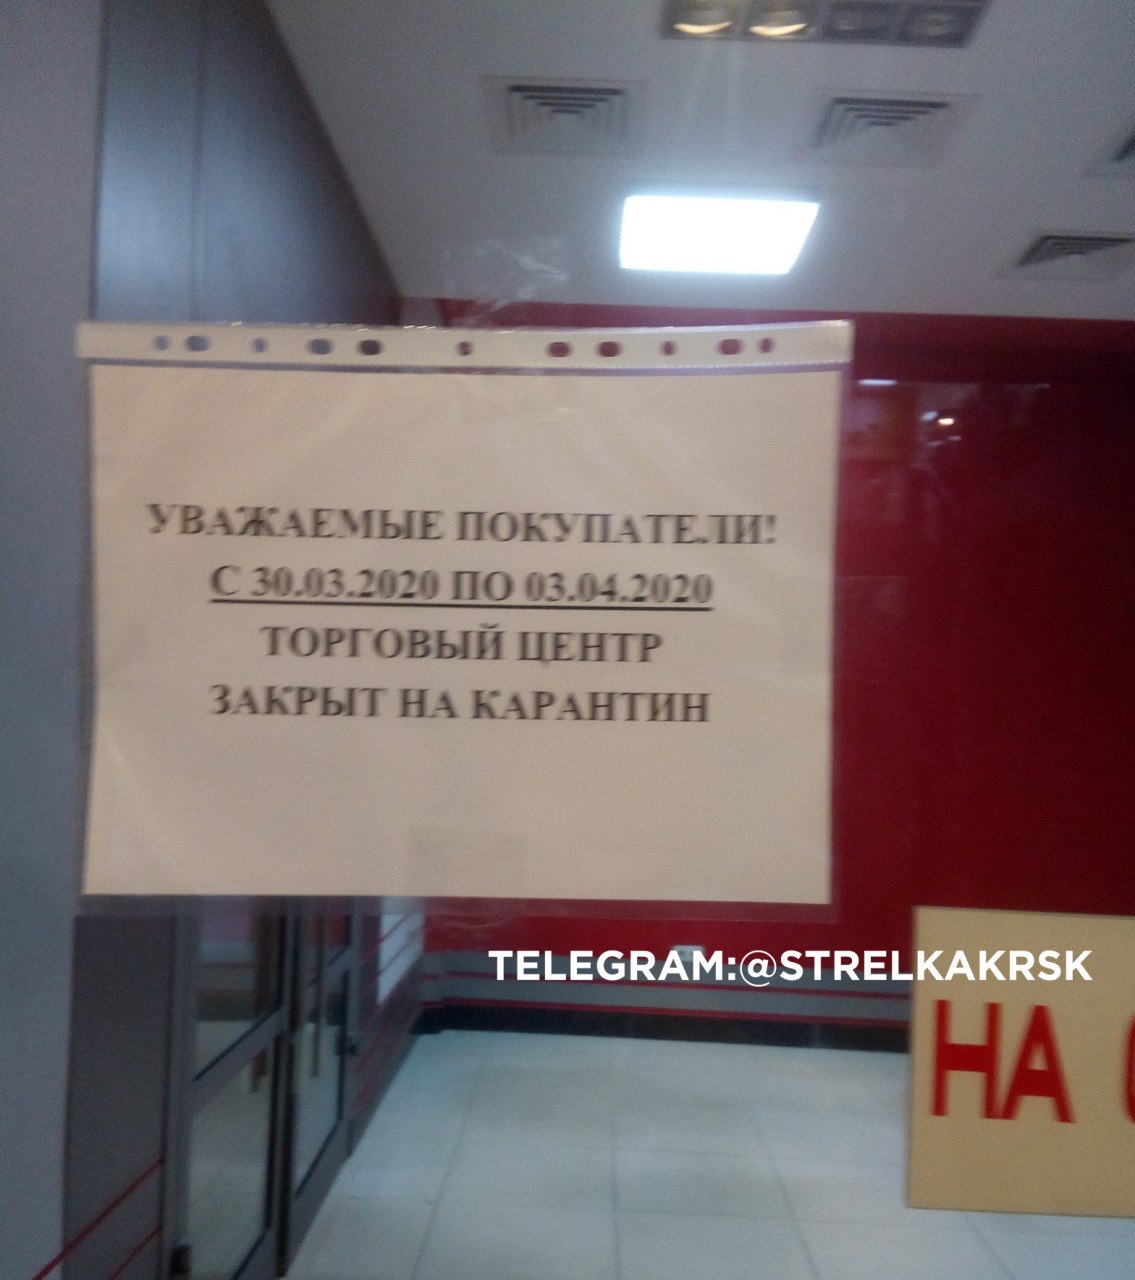 УВАЖАЕМЫЕ ПОКУПАТЕЛИ!
С 30.03.2020 ПО 03.04.2020
ТОРГОВЫЙ ЦЕНТР
ЗАКРЫТ НА КАРАНТИН
TELEGRAM:@STRELKAKRSK
НА